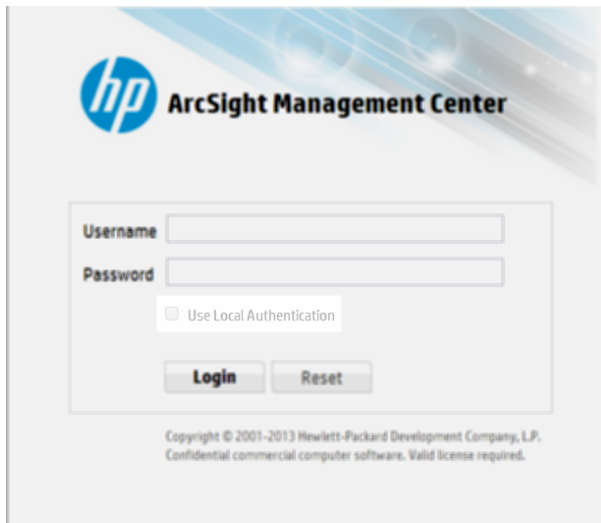 hp ArcSight Management Center
Username
Password
Use Local Authentication
Login Reset
Copyright © 2001-2013 Hewlett-Packard Development Company, L.P.
Confidential commercial computer software. Valid license required.